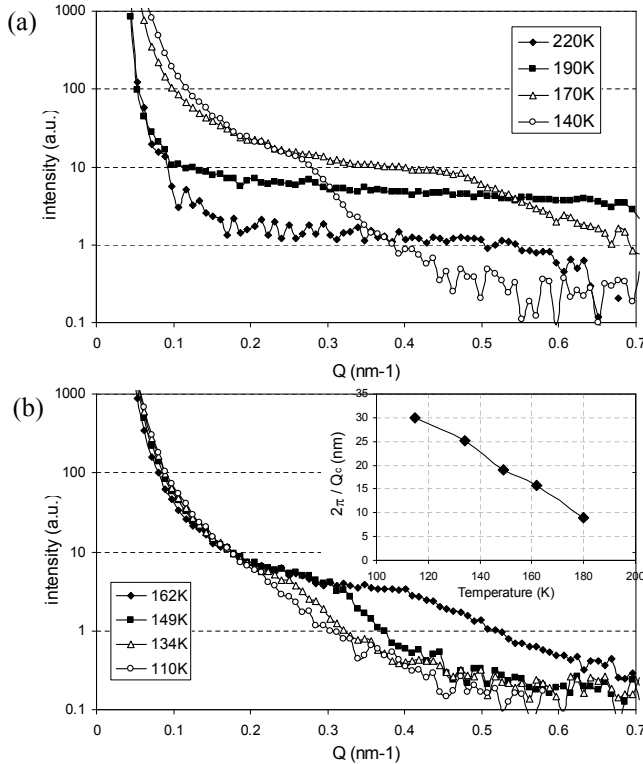 (a)
1000
100
10
1
0.1
intensity (a.u.)
220K
190K
170K
140K
0 0.1 0.2 0.3 0.4 0.5 0.6 0.7
Q (nm-1)
(b)
1000
100
10
1
0.1
intensity (a.u.)
162K
149K
134K
110K
35
30
25
20
15
10
5
0
2π / Qc (nm)
100 120 140 160 180 200
Temperature (K)
0 0.1 0.2 0.3 0.4 0.5 0.6 0.7
Q (nm-1)